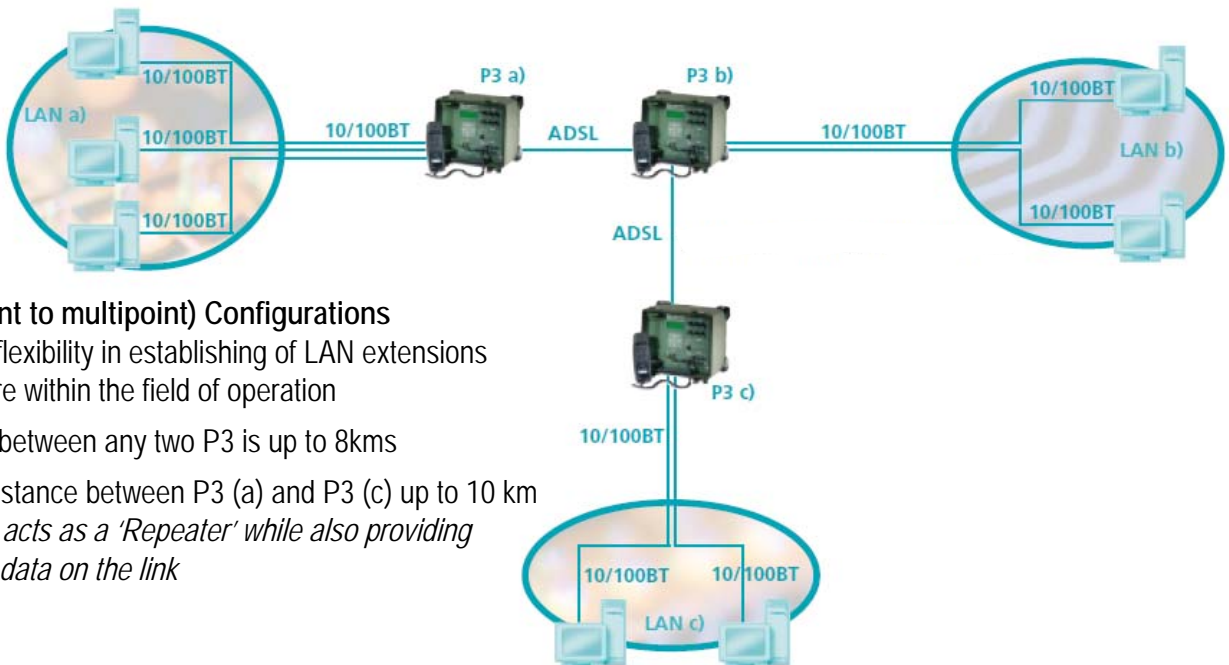 10/100BT
LAN a)
10/100BT
10/100BT
10/100BT
P3 a)
ADSL
P3 b)
10/100BT
10/100BT
LAN b)
10/100BT
ADSL
P3 c)
10/100BT
10/100BT
10/100BT
LAN c)
to multipoint) Configurations
flexibility in establishing of LAN extensions
within the field of operation
between any two P3 is up to 8kms
between P3 (a) and P3 (c) up to 10 km
acts as a ‘Repeater’ while also providing
data on the link